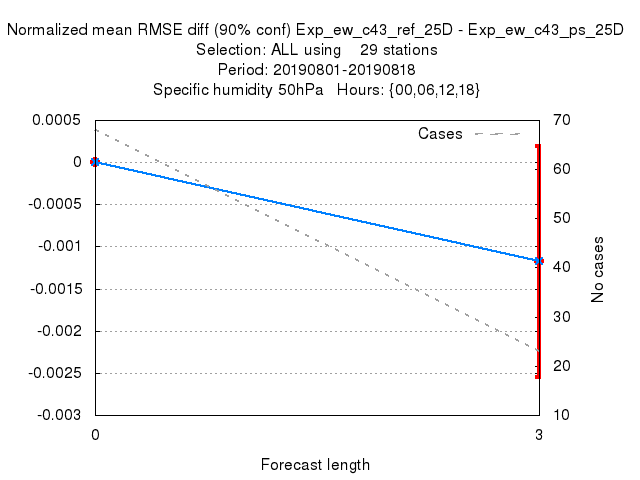 Normalized mean RMSE diff (90% conf) Exp_ew_c43_ref_25D - Exp_ew_c43_ps_25D
Selection: ALL using    29 stations
Period: 20190801-20190818
Specific humidity 50hPa   Hours: {00,06,12,18}
Cases
0.0005
0
-0.0005
-0.001
-0.0015
-0.002
-0.0025
-0.003
70
60
50
40
30
20
10
No cases
0
3
Forecast length